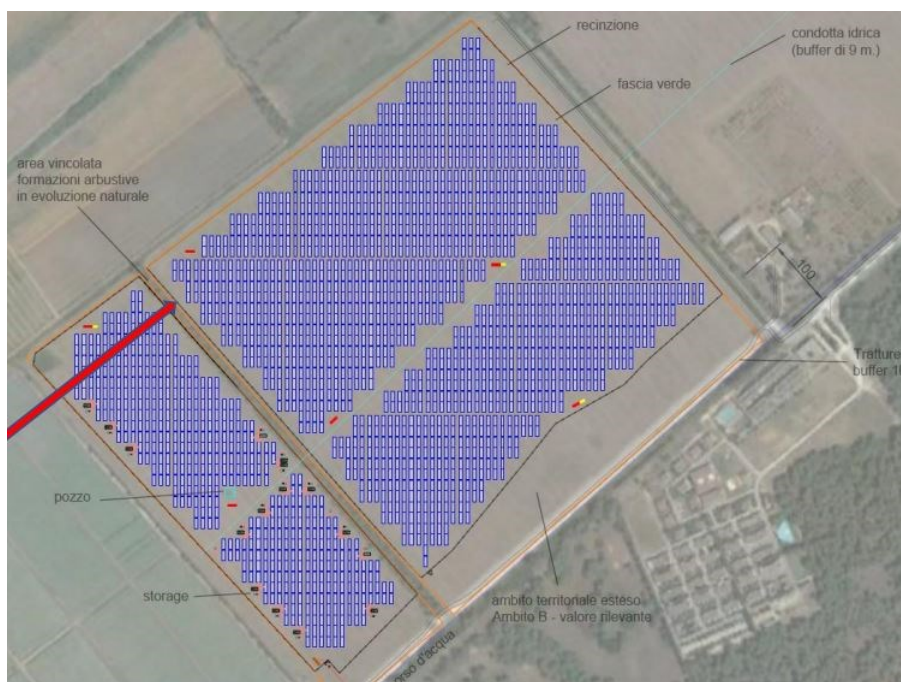 recinzione
condotta idrica
(buffer di 9 m.)
fascia verde
area vincolata
formazioni arbustive
in evoluzione naturale
100
Tratture
buffer 10
pozzo
storage
ambito territoriale esteso
Ambito B - valore rilevante
orso d'acqua